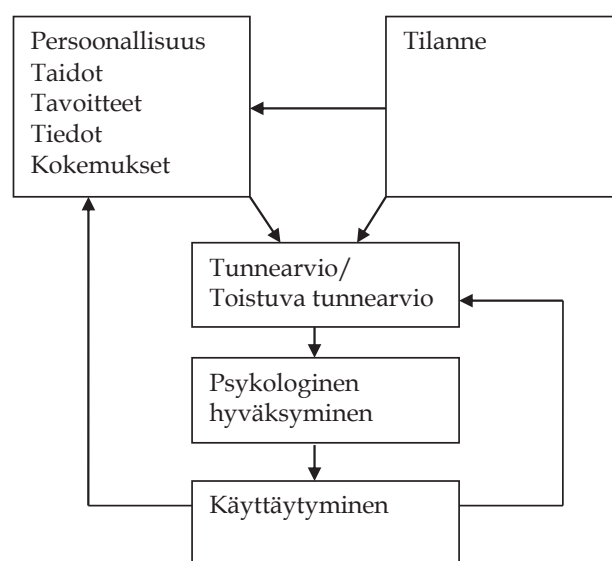 Persoonallisuus
Taidot
Tavoitteet
Tiedot
Kokemukset
Tilanne
Tunnearvio/
Toistuva tunnearvio
Psykologinen
hyväksyminen
Käyttäytyminen